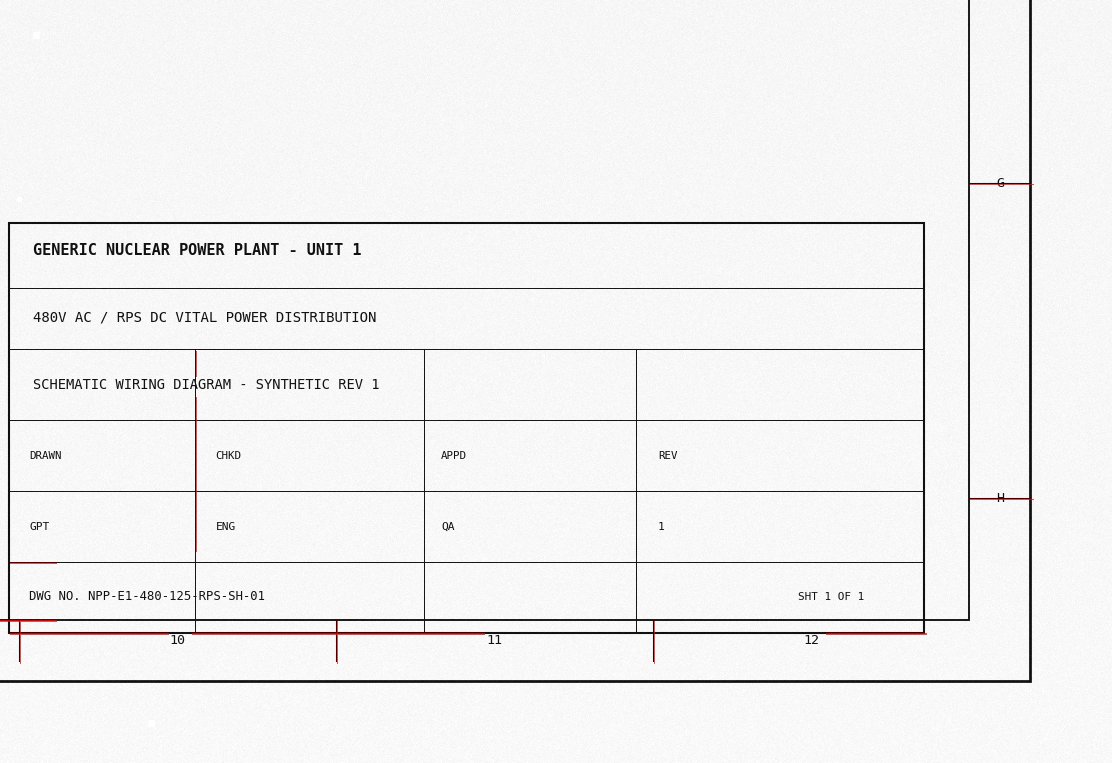 G
GENERIC NUCLEAR POWER PLANT - UNIT 1
480V AC / RPS DC VITAL POWER DISTRIBUTION
SCHEMATIC WIRING DIAGRAM - SYNTHETIC REV 1
DRAWN CHKD APPD REV
GPT ENG QA 1
H
DWG NO. NPP-E1-480-125-RPS-SH-01 SHT 1 OF 1
10 11 12